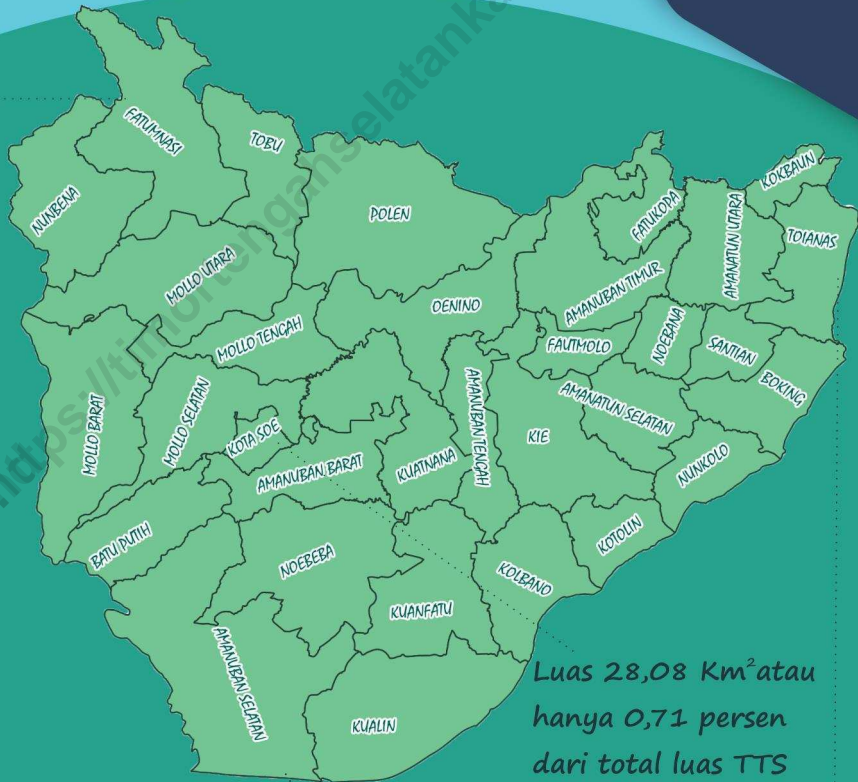 FATUMNASI
TOBU
NUNBENA
POLEN
KOKBAUN
FATUKOPA
AMANATUN UTARA
TOIANAS
MOLLO UTARA
OENINO
AMANUBAN TIMUR
MOLLO TENGAH
FAUTMOLO
NOEBANA
SANTIAN
BOKING
MOLLO BARAT
MOLLO SELATAN
KOTA SOE
AMANUBAN TENGAH
AMANATUN SELATAN
KIE
AMANUBAN BARAT
KUATNANA
NUNKOLO
BATU PUTIH
NOEBEBA
KOTOLIN
KOLBANO
KUANFATU
AMANUBAN SELATAN
KUALIN
Luas 28,08 Km²atau
hanya 0,71 persen
dari total luas TTS
https://timortengahselatank